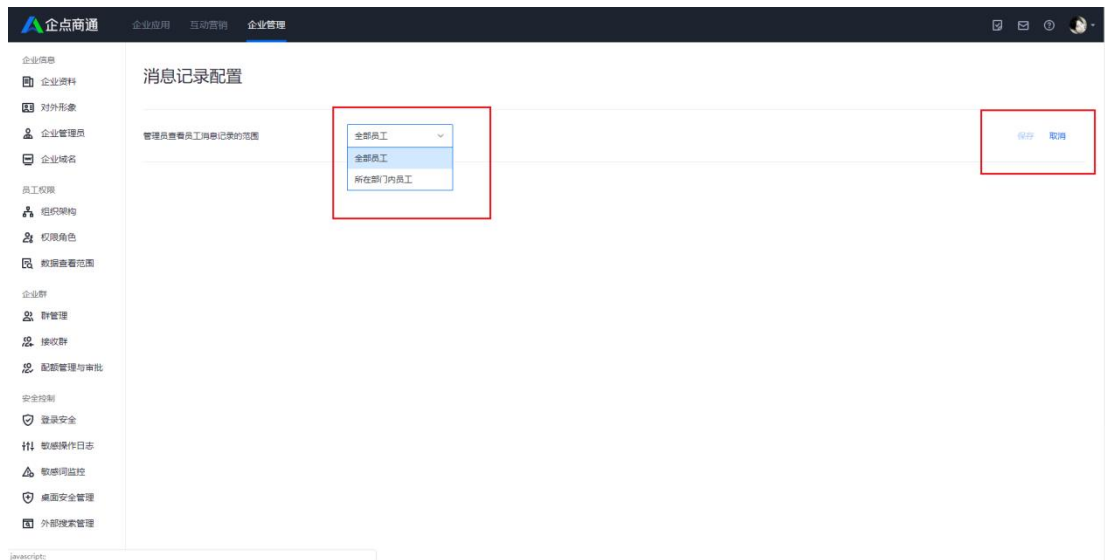 企点商通 企业应用 互动营销 企业管理
企业信息
企业资料
对外形象
企业管理员
企业域名
员工权限
组织架构
权限角色
数据查看范围
企业群
群管理
接收群
配额管理与审批
安全控制
登录安全
敏感操作日志
敏感词监控
桌面安全管理
外部搜索管理
消息记录配置
管理员查看员工消息记录的范围
全部员工
全部员工
所在部门内员工
保存 取消
javascript:;